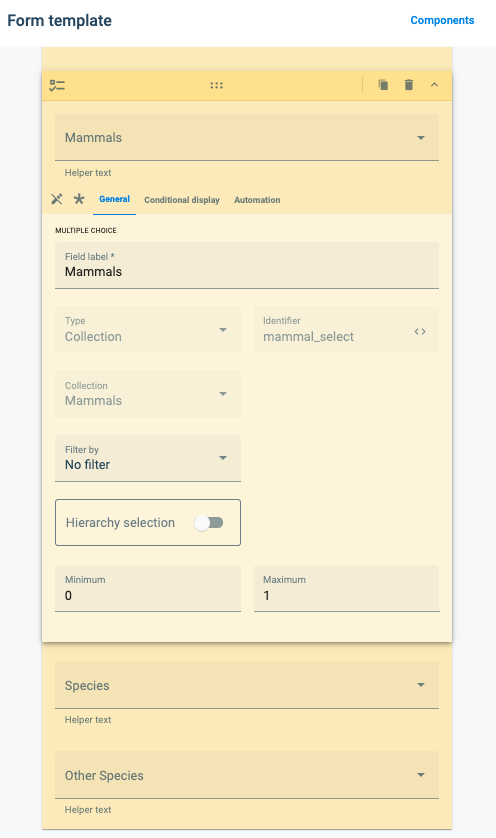 Form template
Components
Mammals
Helper text
General
Conditional display
Automation
MULTIPLE CHOICE
Field label *
Mammals
Type
Collection
Identifier
mammal_select
Collection
Mammals
Filter by
No filter
Hierarchy selection
Minimum
0
Maximum
1
Species
Helper text
Other Species
Helper text